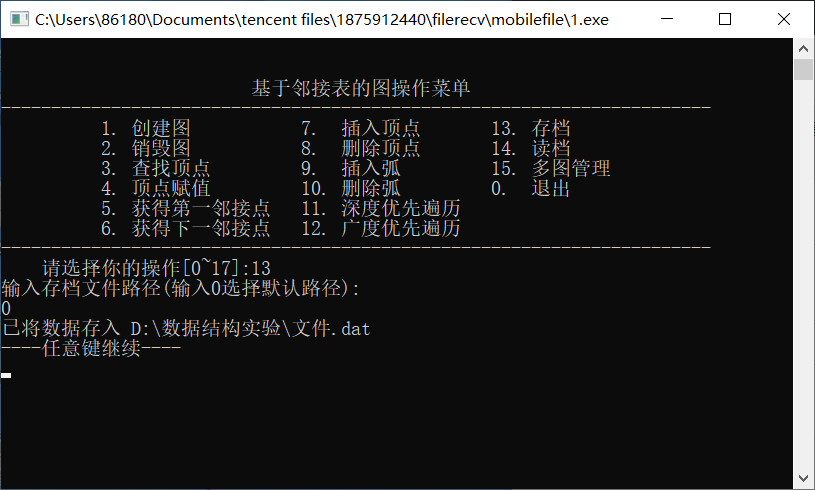 C:\Users\86180\Documents\tencent files\1875912440\filerecv\mobilefile\1.exe
基于邻接表的图操作菜单
-----------------------------------------------------------------------
1. 创建图 7. 插入顶点 13. 存档
2. 销毁图 8. 删除顶点 14. 读档
3. 查找顶点 9. 插入弧 15. 多图管理
4. 顶点赋值 10. 删除弧 0. 退出
5. 获得第一邻接点 11. 深度优先遍历
6. 获得下一邻接点 12. 广度优先遍历
-----------------------------------------------------------------------
请选择你的操作[0~17]:13
输入存档文件路径(输入0选择默认路径):
0
已将数据存入 D:\数据结构实验\文件.dat
----任意键继续----